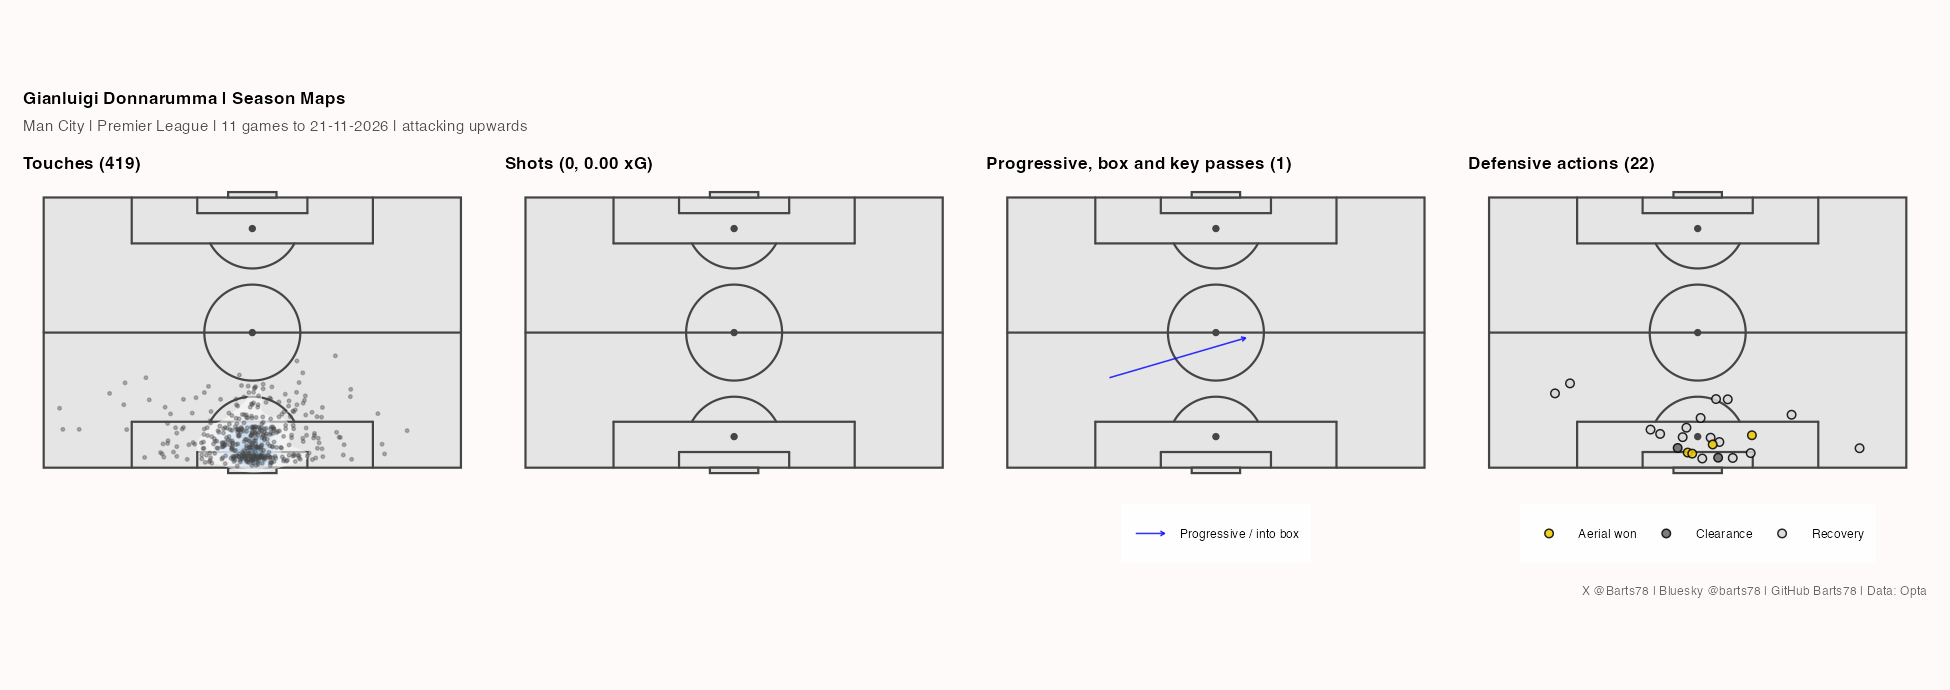 Gianluigi Donnarumma | Season Maps
Man City | Premier League | 11 games to 21-11-2026 | attacking upwards
Touches (419)
Shots (0, 0.00 xG)
Progressive, box and key passes (1)
Defensive actions (22)
Progressive / into box
Aerial won
Clearance
Recovery
X @Barts78 | Bluesky @barts78 | GitHub Barts78 | Data: Opta